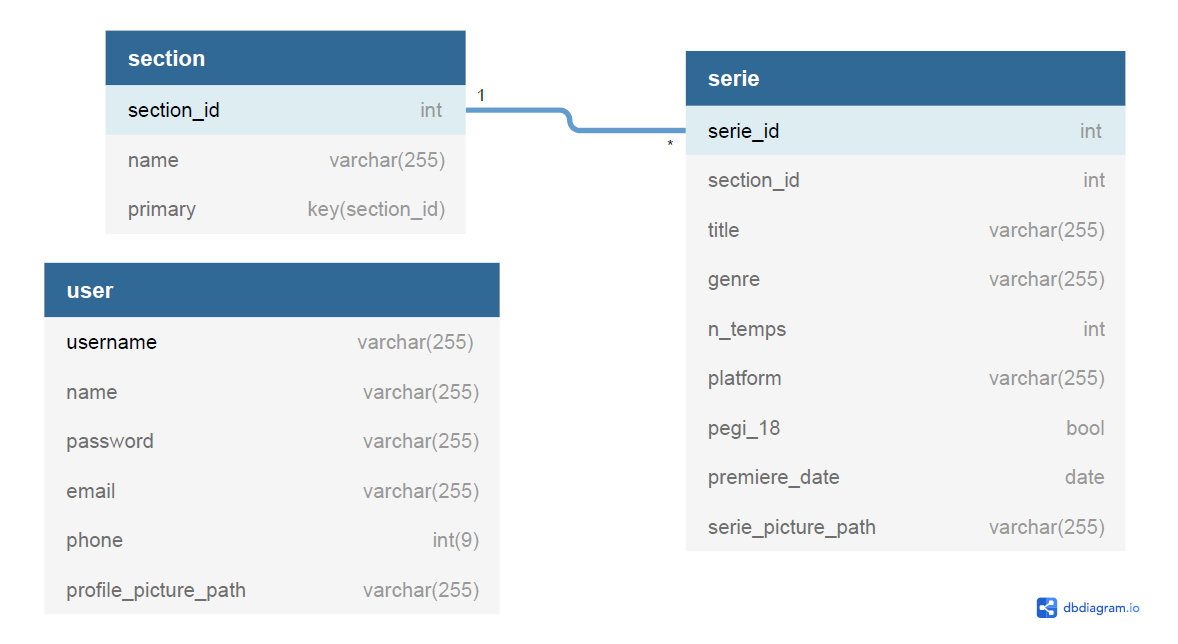 section
section_id int
name varchar(255)
primary key(section_id)
1
*
serie
serie_id int
section_id int
title varchar(255)
genre varchar(255)
n_temps int
platform varchar(255)
pegi_18 bool
premiere_date date
serie_picture_path varchar(255)
user
username varchar(255)
name varchar(255)
password varchar(255)
email varchar(255)
phone int(9)
profile_picture_path varchar(255)
dbdiagram.io